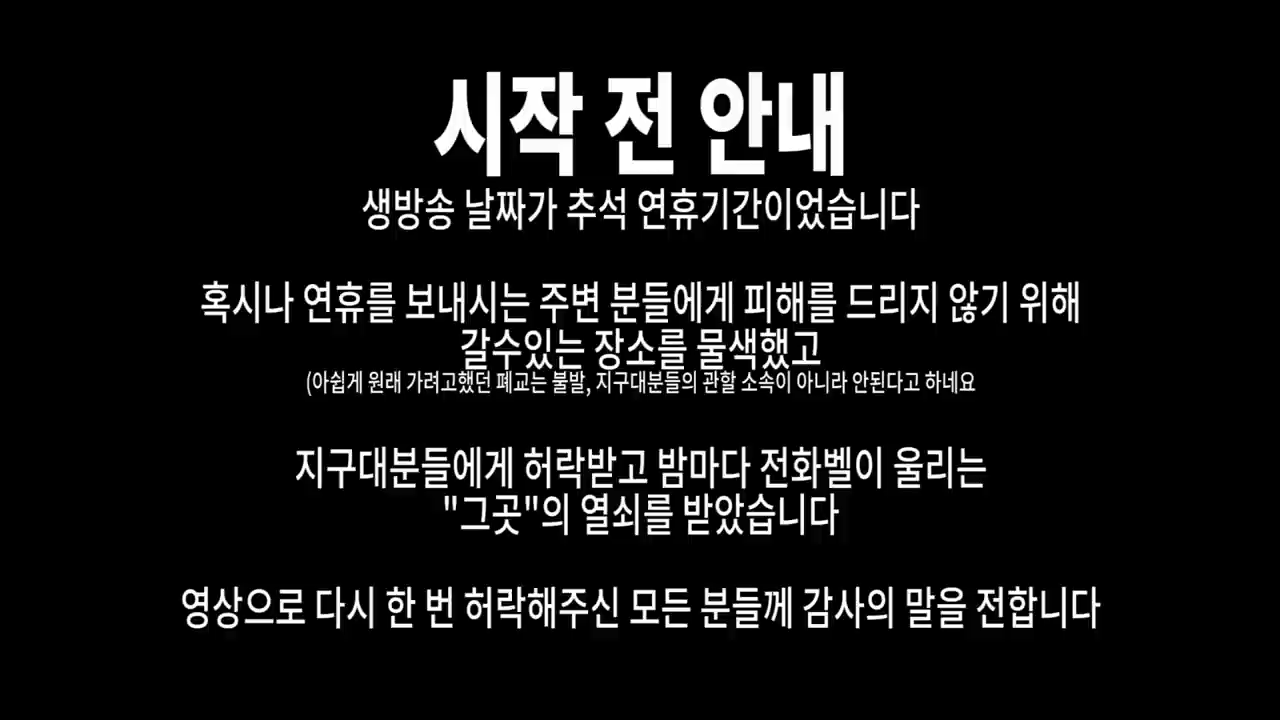 시작 전 안내
생방송 날짜가 추석 연휴기간이었습니다
혹시나 연휴를 보내시는 주변 분들에게 피해를 드리지 않기 위해
갈수있는 장소를 물색했고
(아쉽게 원래 가려고했던 폐교는 불발, 지구대분들의 관할 소속이 아니라 안된다고 하네요
지구대분들에게 허락받고 밤마다 전화벨이 울리는
"그곳"의 열쇠를 받았습니다
영상으로 다시 한 번 허락해주신 모든 분들께 감사의 말을 전합니다